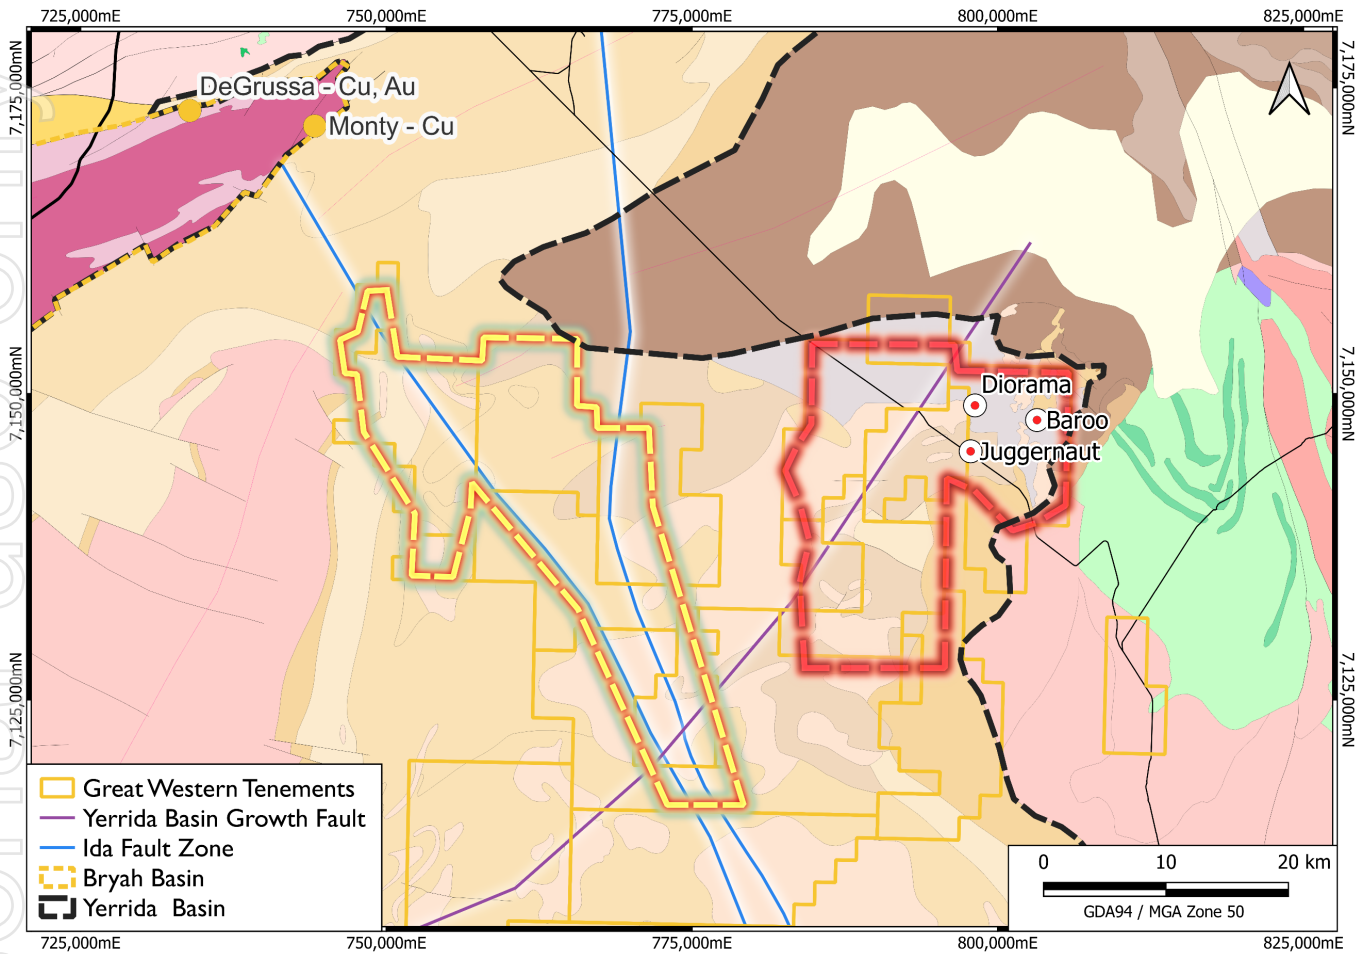 725,000mE 750,000mE 775,000mE 800,000mE 825,000mE
7,175,000mN
7,175,000mN
DeGrussa - Cu, Au
Monty - Cu
7,150,000mN
7,150,000mN
Diorama
Baroo
Juggernaut
7,125,000mN
7,125,000mN
Great Western Tenements
Yerrida Basin Growth Fault
Ida Fault Zone
Bryah Basin
Yerrida Basin
0 10 20 km
GDA94 / MGA Zone 50
725,000mE 750,000mE 775,000mE 800,000mE 825,000mE